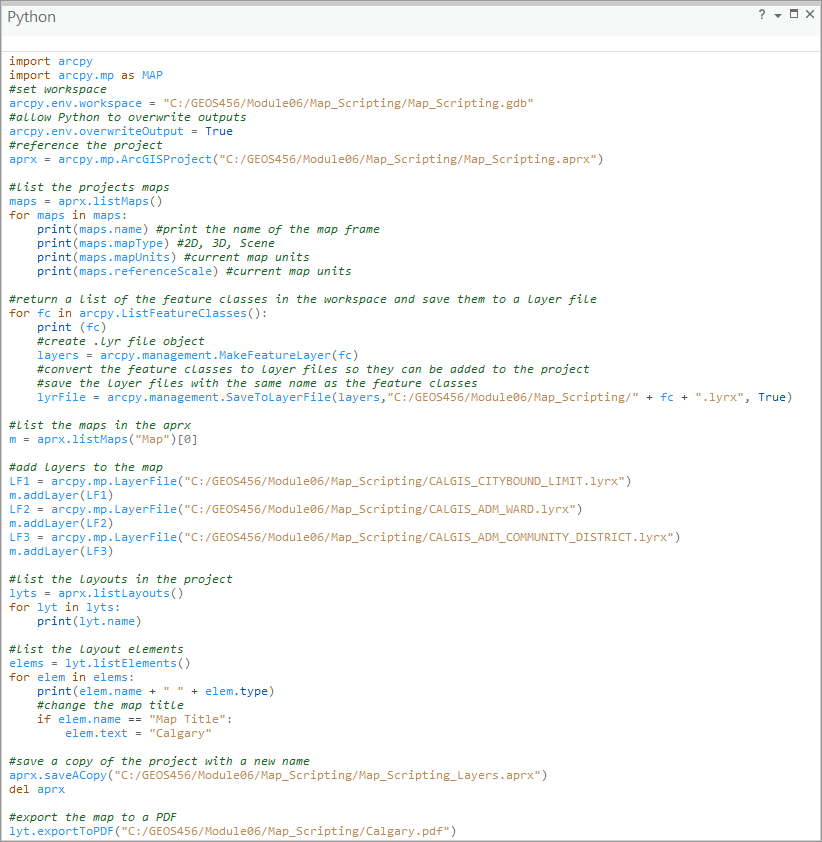 Python
?
import arcpy
import arcpy.mp as MAP
#set workspace
arcpy.env.workspace = "C:/GEOS456/Module06/Map_Scripting/Map_Scripting.gdb"
#allow Python to overwrite outputs
arcpy.env.overwriteOutput = True
#reference the project
aprx = arcpy.mp.ArcGISProject("C:/GEOS456/Module06/Map_Scripting/Map_Scripting.aprx")

#list the projects maps
maps = aprx.listMaps()
for maps in maps:
    print(maps.name) #print the name of the map frame
    print(maps.mapType) #2D, 3D, Scene
    print(maps.mapUnits) #current map units
    print(maps.referenceScale) #current map units

#return a list of the feature classes in the workspace and save them to a layer file
for fc in arcpy.ListFeatureClasses():
    print (fc)
    #create .lyr file object
    layers = arcpy.management.MakeFeatureLayer(fc)
    #convert the feature classes to layer files so they can be added to the project
    #save the layer files with the same name as the feature classes
    lyrFile = arcpy.management.SaveToLayerFile(layers,"C:/GEOS456/Module06/Map_Scripting/" + fc + ".lyrx", True)

#list the maps in the aprx
m = aprx.listMaps("Map")[0]

#add layers to the map
LF1 = arcpy.mp.LayerFile("C:/GEOS456/Module06/Map_Scripting/CALGIS_CITYBOUND_LIMIT.lyrx")
m.addLayer(LF1)
LF2 = arcpy.mp.LayerFile("C:/GEOS456/Module06/Map_Scripting/CALGIS_ADM_WARD.lyrx")
m.addLayer(LF2)
LF3 = arcpy.mp.LayerFile("C:/GEOS456/Module06/Map_Scripting/CALGIS_ADM_COMMUNITY_DISTRICT.lyrx")
m.addLayer(LF3)

#list the layouts in the project
lyts = aprx.listLayouts()
for lyt in lyts:
    print(lyt.name)

#list the layout elements
elems = lyt.listElements()
for elem in elems:
    print(elem.name + " " + elem.type)
    #change the map title
    if elem.name == "Map Title":
        elem.text = "Calgary"

#save a copy of the project with a new name
aprx.saveACopy("C:/GEOS456/Module06/Map_Scripting/Map_Scripting_Layers.aprx")
del aprx

#export the map to a PDF
lyt.exportToPDF("C:/GEOS456/Module06/Map_Scripting/Calgary.pdf")